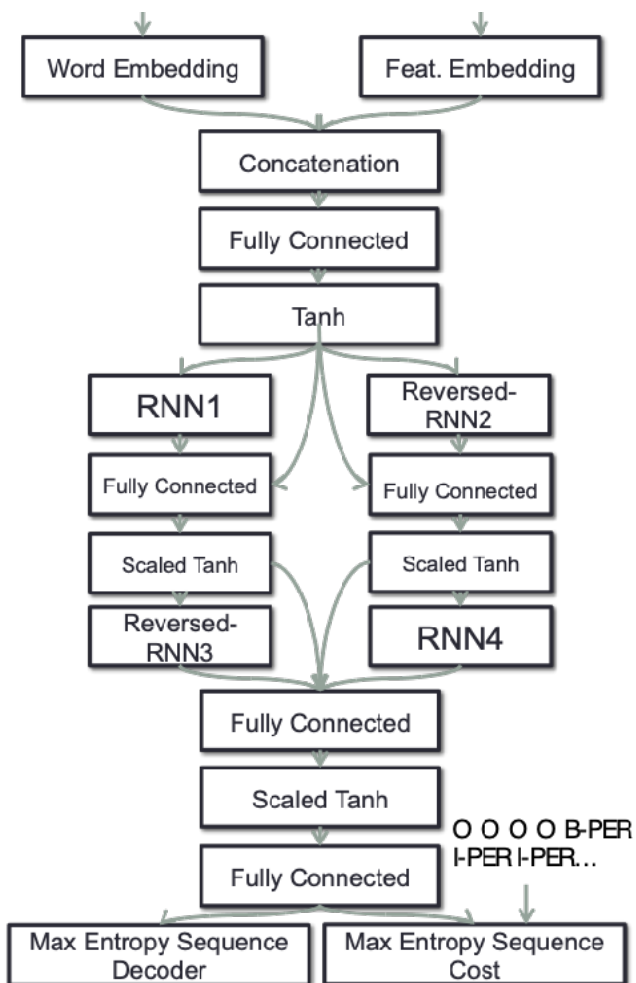 Word Embedding
Feat. Embedding
Concatenation
Fully Connected
Tanh
RNN1
Reversed-
RNN2
Fully Connected
Fully Connected
Scaled Tanh
Scaled Tanh
Reversed-
RNN3
RNN4
Fully Connected
Scaled Tanh
O O O O B-PER
I-PER I-PER...
Fully Connected
Max Entropy Sequence
Decoder
Max Entropy Sequence
Cost